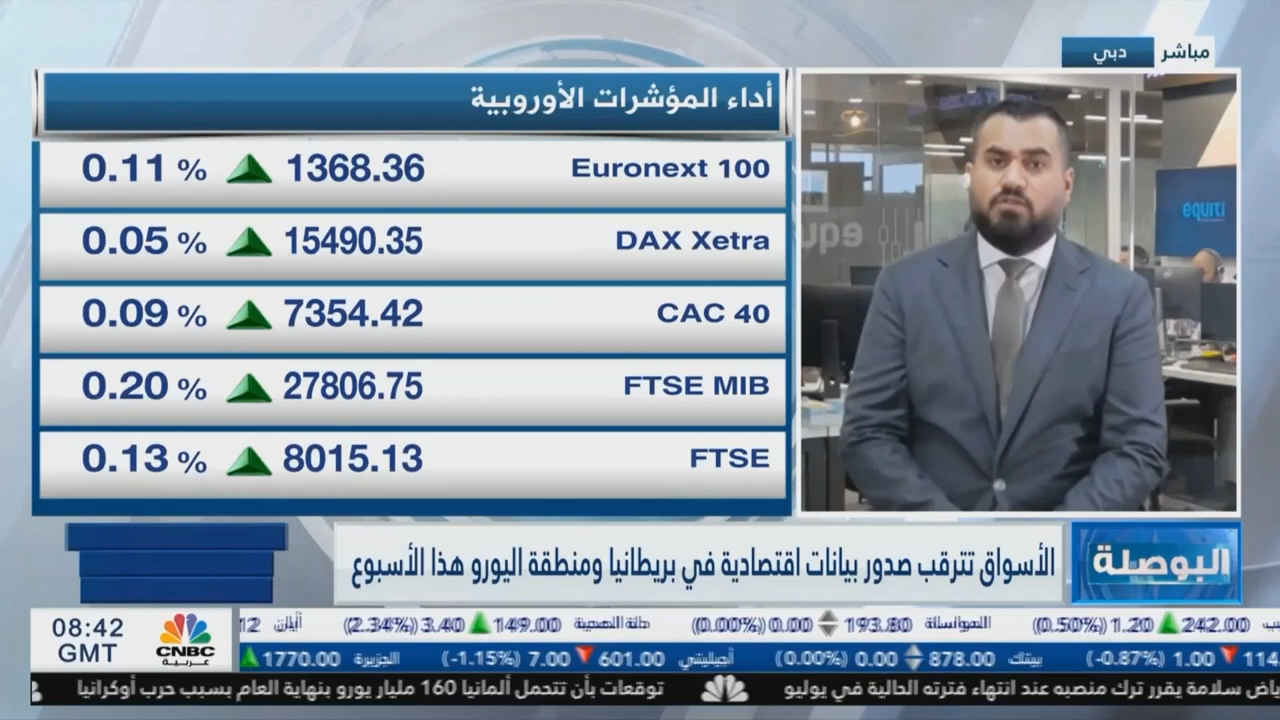 مباشر دبي
أداء المؤشرات الأوروبية
Euronext 100 1368.36 0.11 %
DAX Xetra 15490.35 0.05 %
CAC 40 7354.42 0.09 %
FTSE MIB 27806.75 0.20 %
FTSE 8015.13 0.13 %
equiti
البوصلة
الأسواق تترقب صدور بيانات اقتصادية في بريطانيا ومنطقة اليورو هذا الأسبوع
08:42
GMT
CNBC
عربية
242.00 1.20 (0.50%) المواساة 193.80 0.00 (0.00%) 149.00 3.40 (2.34%) 12
114 1.00 (-0.87%) بيتك 878.00 0.00 (0.00%) أجيليتي 601.00 7.00 (-1.15%) الجزيرة 1770.00
ياض سلامة يقرر ترك منصبه عند انتهاء فترته الحالية في يوليو توقعات بأن تتحمل ألمانيا 160 مليار يورو بنهاية العام بسبب حرب أوكرانيا